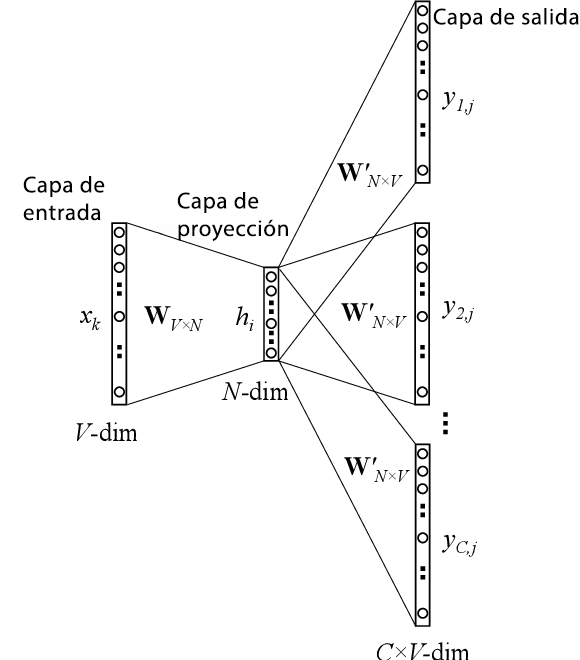 Capa de salida
y1,j
W'N×V
Capa de
entrada
Capa de
proyección
xk
WV×N
hi
W'N×V
y2,j
N-dim
V-dim
W'N×V
yC,j
C×V-dim